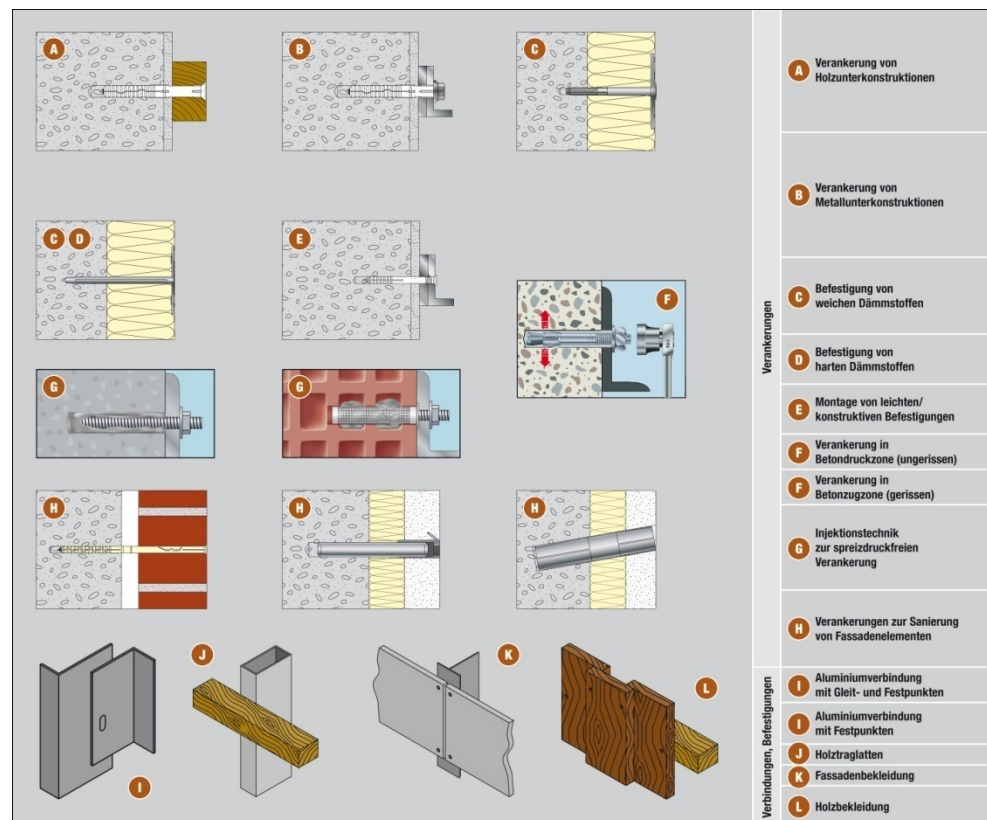 A
B
C
C D
E
F
G
G
H
H
H
I
J
K
L
Verankerungen
A Verankerung von
Holzunterkonstruktionen
B Verankerung von
Metallunterkonstruktionen
C Befestigung von
weichen Dämmstoffen
D Befestigung von
harten Dämmstoffen
E Montage von leichten/
konstruktiven Befestigungen
F Verankerung in
Betondruckzone (ungerissen)
F Verankerung in
Betonzugzone (gerissen)
G Injektionstechnik
zur spreizdruckfreien
Verankerung
H Verankerungen zur Sanierung
von Fassadenelementen
Verbindungen, Befestigungen
I Aluminiumverbindung
mit Gleit- und Festpunkten
I Aluminiumverbindung
mit Festpunkten
J Holztraglatten
K Fassadenbekleidung
L Holzbekleidung